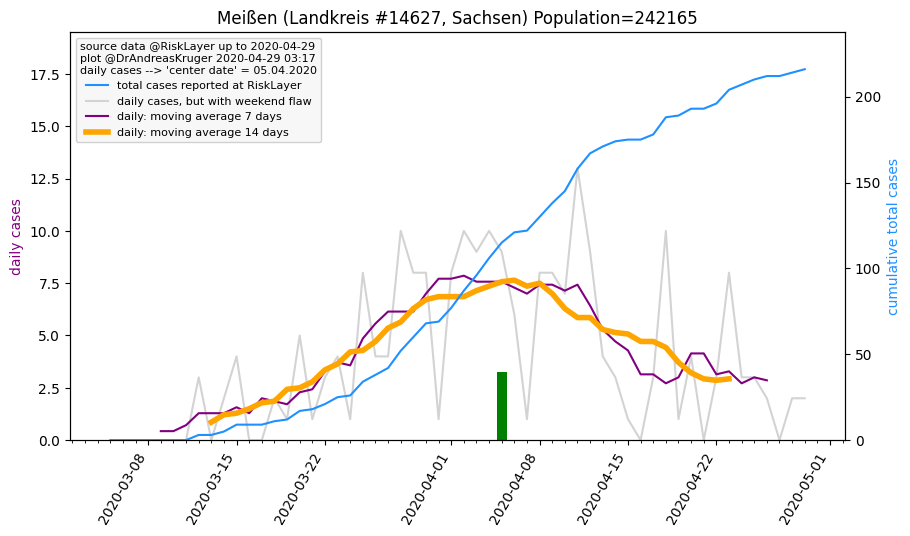 Meißen (Landkreis #14627, Sachsen) Population=242165
source data @RiskLayer up to 2020-04-29
plot @DrAndreasKruger 2020-04-29 03:17
daily cases --> 'center date' = 05.04.2020
total cases reported at RiskLayer
daily cases, but with weekend flaw
daily: moving average 7 days
daily: moving average 14 days
daily cases
17.5
15.0
12.5
10.0
7.5
5.0
2.5
0.0
200
150
100
50
0
cumulative total cases
2020-03-08
2020-03-15
2020-03-22
2020-04-01
2020-04-08
2020-04-15
2020-04-22
2020-05-01